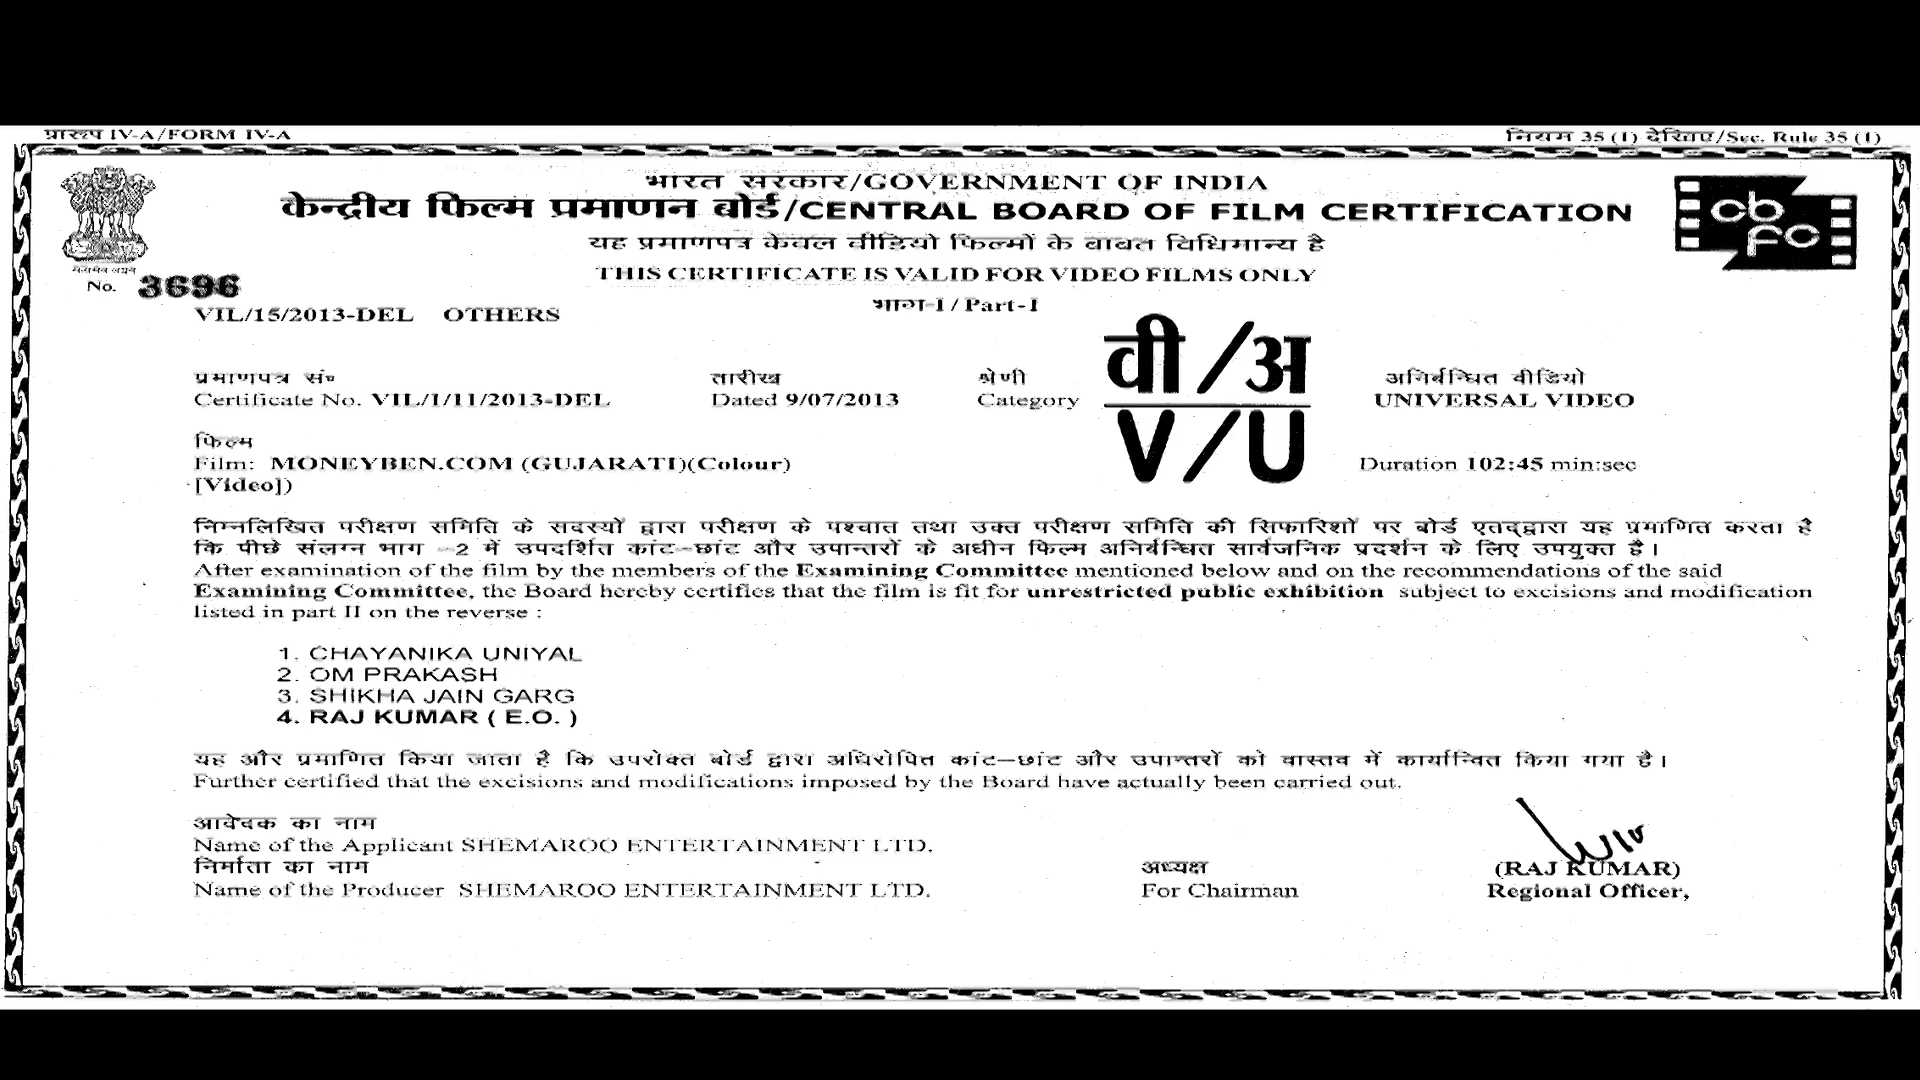 प्रारूप IV-A/FORM IV-A
नियम 35 (1) देखिए/Sec. Rule 35 (1)
भारत सरकार/GOVERNMENT OF INDIA
केन्द्रीय फिल्म प्रमाणन बोर्ड/CENTRAL BOARD OF FILM CERTIFICATION
cbfc
यह प्रमाणपत्र केवल वीडियो फिल्मों के बाबत विधिमान्य है
सत्यमेव जयते
THIS CERTIFICATE IS VALID FOR VIDEO FILMS ONLY
No. 3696
भाग-I / Part-I
VIL/15/2013-DEL OTHERS
वी/अ
प्रमाणपत्र सं॰ तारीख श्रेणी अनिर्बन्धित वीडियो
Certificate No. VIL/1/11/2013-DEL Dated 9/07/2013 Category UNIVERSAL VIDEO
V/U
फिल्म
Film: MONEYBEN.COM (GUJARATI)(Colour) Duration 102:45 min:sec
[Video])
निम्नलिखित परीक्षण समिति के सदस्यों द्वारा परीक्षण के पश्चात तथा उक्त परीक्षण समिति की सिफारिशों पर बोर्ड एतद्द्वारा यह प्रमाणित करता है
कि पीछे संलग्न भाग -2 में उपदर्शित कांट-छांट और उपान्तरों के अधीन फिल्म अनिर्बन्धित सार्वजनिक प्रदर्शन के लिए उपयुक्त है।
After examination of the film by the members of the Examining Committee mentioned below and on the recommendations of the said
Examining Committee, the Board hereby certifies that the film is fit for unrestricted public exhibition subject to excisions and modification
listed in part II on the reverse :
1. CHAYANIKA UNIYAL
2. OM PRAKASH
3. SHIKHA JAIN GARG
4. RAJ KUMAR ( E.O. )
यह और प्रमाणित किया जाता है कि उपरोक्त बोर्ड द्वारा अधिरोपित कांट-छांट और उपान्तरों को वास्तव में कार्यान्वित किया गया है।
Further certified that the excisions and modifications imposed by the Board have actually been carried out.
आवेदक का नाम
Name of the Applicant SHEMAROO ENTERTAINMENT LTD.
निर्माता का नाम अध्यक्ष (RAJ KUMAR)
Name of the Producer SHEMAROO ENTERTAINMENT LTD. For Chairman Regional Officer,